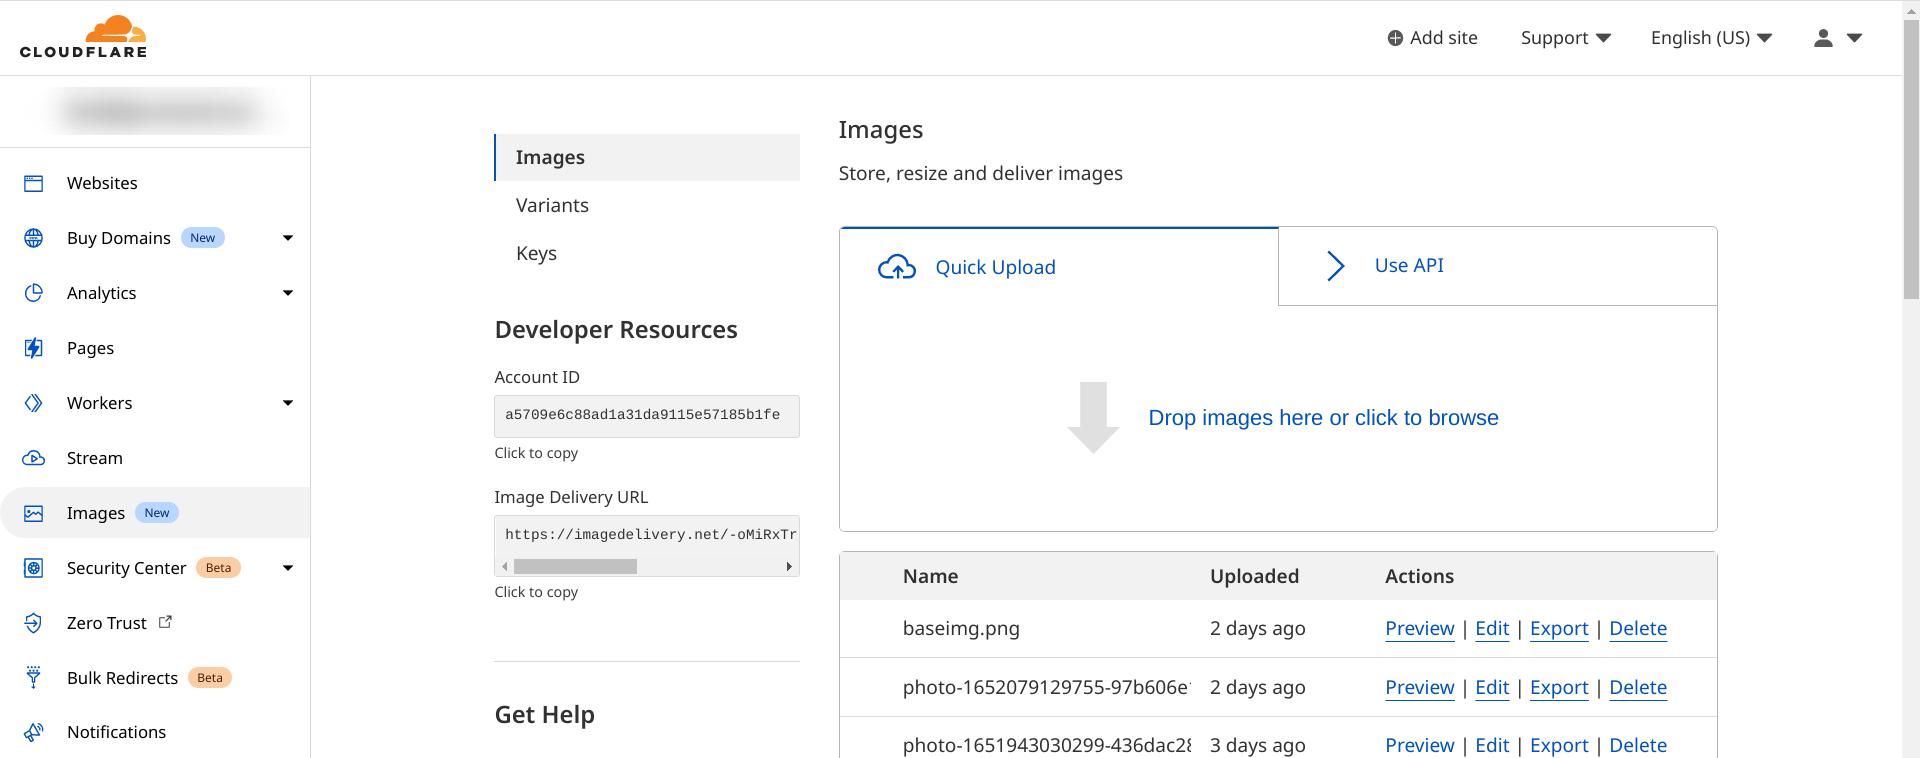 CLOUDFLARE
Add site
Support
English (US)
Websites
Buy Domains New
Analytics
Pages
Workers
Stream
Images New
Security Center Beta
Zero Trust
Bulk Redirects Beta
Notifications
Images
Variants
Keys
Developer Resources
Account ID
a5709e6c88ad1a31da9115e57185b1fe
Click to copy
Image Delivery URL
https://imagedelivery.net/-oMiRxTr
Click to copy
Get Help
Images
Store, resize and deliver images
Quick Upload
Use API
Drop images here or click to browse
Name Uploaded Actions
baseimg.png 2 days ago Preview | Edit | Export | Delete
photo-1652079129755-97b606e 2 days ago Preview | Edit | Export | Delete
photo-1651943030299-436dac28 3 days ago Preview | Edit | Export | Delete